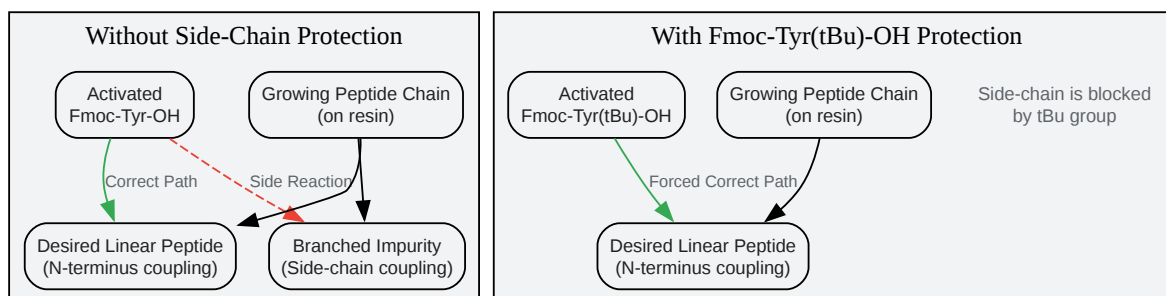 Without Side-Chain Protection
Activated
Fmoc-Tyr-OH
Growing Peptide Chain
(on resin)
Correct Path
Side Reaction
Desired Linear Peptide
(N-terminus coupling)
Branched Impurity
(Side-chain coupling)
With Fmoc-Tyr(tBu)-OH Protection
Activated
Fmoc-Tyr(tBu)-OH
Growing Peptide Chain
(on resin)
Side-chain is blocked
by tBu group
Forced Correct Path
Desired Linear Peptide
(N-terminus coupling)